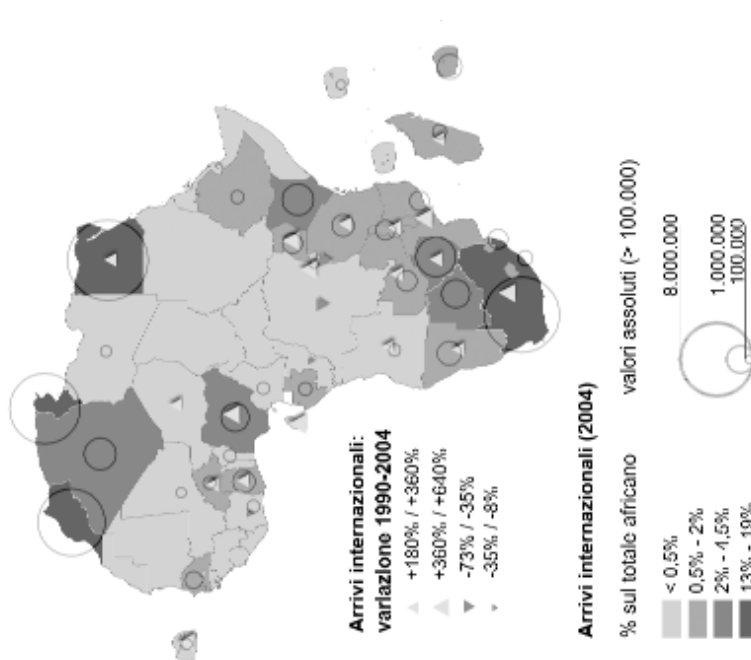 Arrivi internazionali:
variazione 1990-2004
+180% / +360%
+360% / +640%
-73% / -35%
-35% / -8%
Arrivi internazionali (2004)
% sul totale africano
< 0,5%
0,5% - 2%
2% - 4,5%
13% - 19%
valori assoluti (> 100.000)
8.000.000
1.000.000
100.000